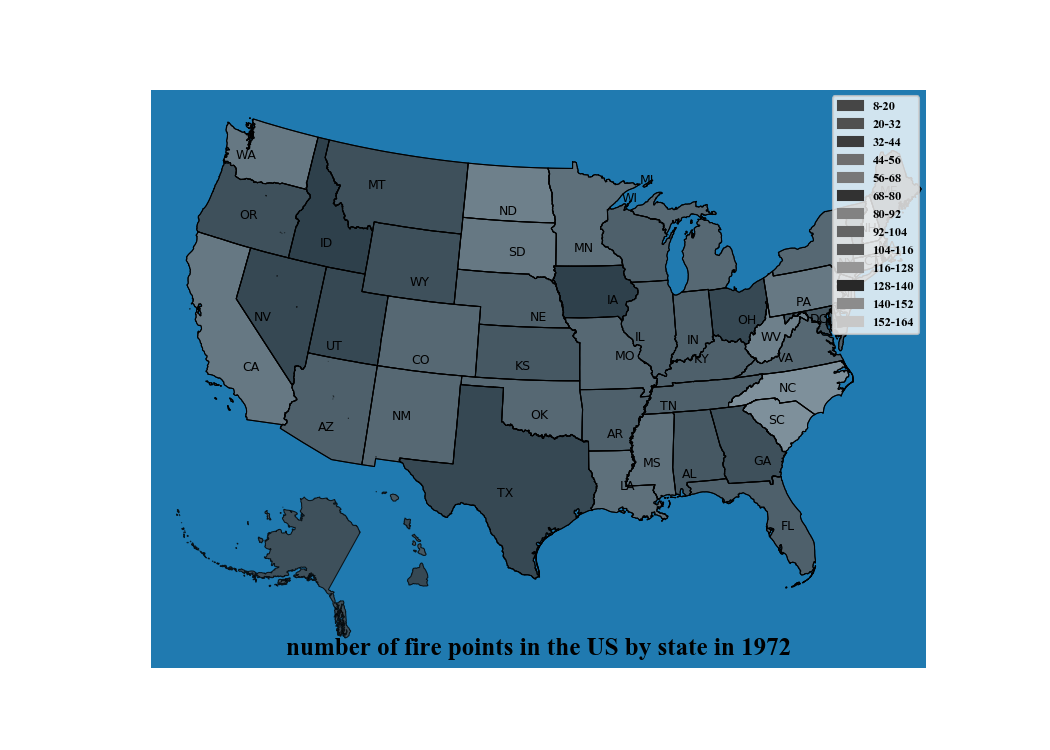 8-20
20-32
32-44
44-56
56-68
68-80
80-92
92-104
104-116
116-128
128-140
140-152
152-164
WA
MT
ND
MI
WI
OR
ID
SD
MN
WY
NE
IA
PA
NV
UT
CO
KS
MO
IL
IN
OH
WV
DC
KY
VA
CA
AZ
NM
OK
AR
TN
NC
SC
TX
LA
MS
AL
GA
FL
number of fire points in the US by state in 1972